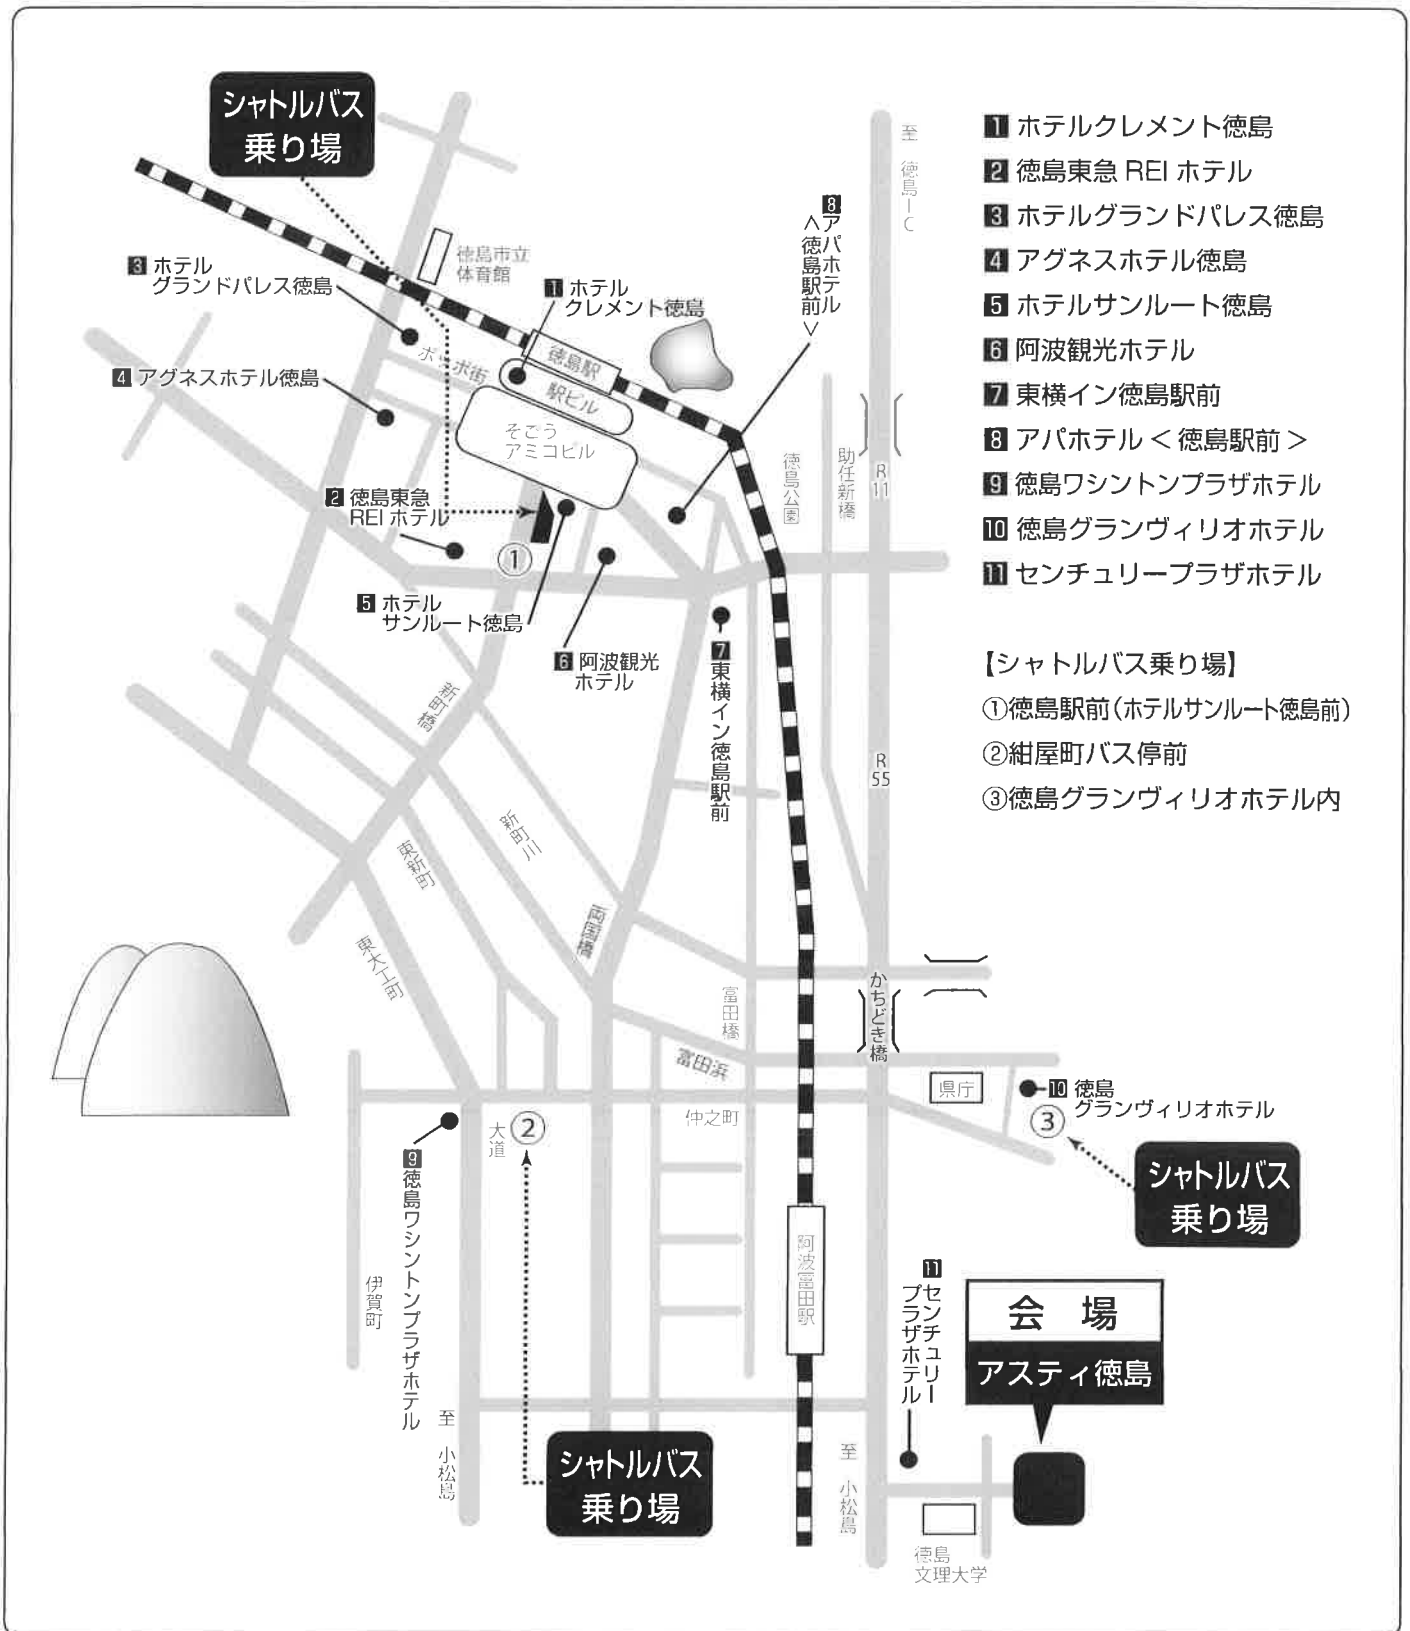 シャトルバス
乗り場
至 徳島IC
8 アパホテル
＜徳島駅前＞
徳島市立
体育館
3 ホテル
グランドパレス徳島
1 ホテル
クレメント徳島
ポッポ街
徳島駅
駅ビル
4 アグネスホテル徳島
そごう
アミコビル
徳島公園
助任新橋
R
11
2 徳島東急
REI ホテル
①
5 ホテル
サンルート徳島
6 阿波観光
ホテル
7 東横イン徳島駅前
新町橋
R
55
新町川
東新町
両国橋
東大工町
富田橋
かちどき橋
富田浜
県庁
10 徳島
グランヴィリオホテル
③
仲之町
大道
②
9 徳島ワシントンプラザホテル
シャトルバス
乗り場
阿波富田駅
伊賀町
11 センチュリー
プラザホテル
会 場
アスティ徳島
至 小松島
シャトルバス
乗り場
至 小松島
徳島
文理大学
1 ホテルクレメント徳島
2 徳島東急 REI ホテル
3 ホテルグランドパレス徳島
4 アグネスホテル徳島
5 ホテルサンルート徳島
6 阿波観光ホテル
7 東横イン徳島駅前
8 アパホテル＜徳島駅前＞
9 徳島ワシントンプラザホテル
10 徳島グランヴィリオホテル
11 センチュリープラザホテル
【シャトルバス乗り場】
①徳島駅前(ホテルサンルート徳島前)
②紺屋町バス停前
③徳島グランヴィリオホテル内